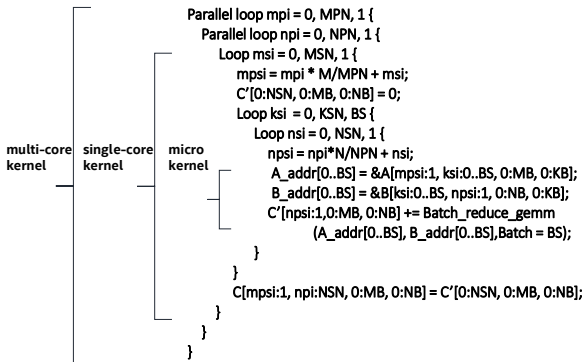 Parallel loop mpi = 0, MPN, 1 {
Parallel loop npi = 0, NPN, 1 {
Loop msi = 0, MSN, 1 {
mpsi = mpi * M/MPN + msi;
C'[0:NSN, 0:MB, 0:NB] = 0;
Loop ksi = 0, KSN, BS {
Loop nsi = 0, NSN, 1 {
npsi = npi*N/NPN + nsi;
A_addr[0..BS] = &A[mpsi:1, ksi:0..BS, 0:MB, 0:KB];
B_addr[0..BS] = &B[ksi:0..BS, npsi:1, 0:NB, 0:KB];
C'[npsi:1,0:MB, 0:NB] += Batch_reduce_gemm
(A_addr[0..BS], B_addr[0..BS],Batch = BS);
}
}
C[mpsi:1, npi:NSN, 0:MB, 0:NB] = C'[0:NSN, 0:MB, 0:NB];
}
}
}
multi-core
kernel
single-core
kernel
micro
kernel